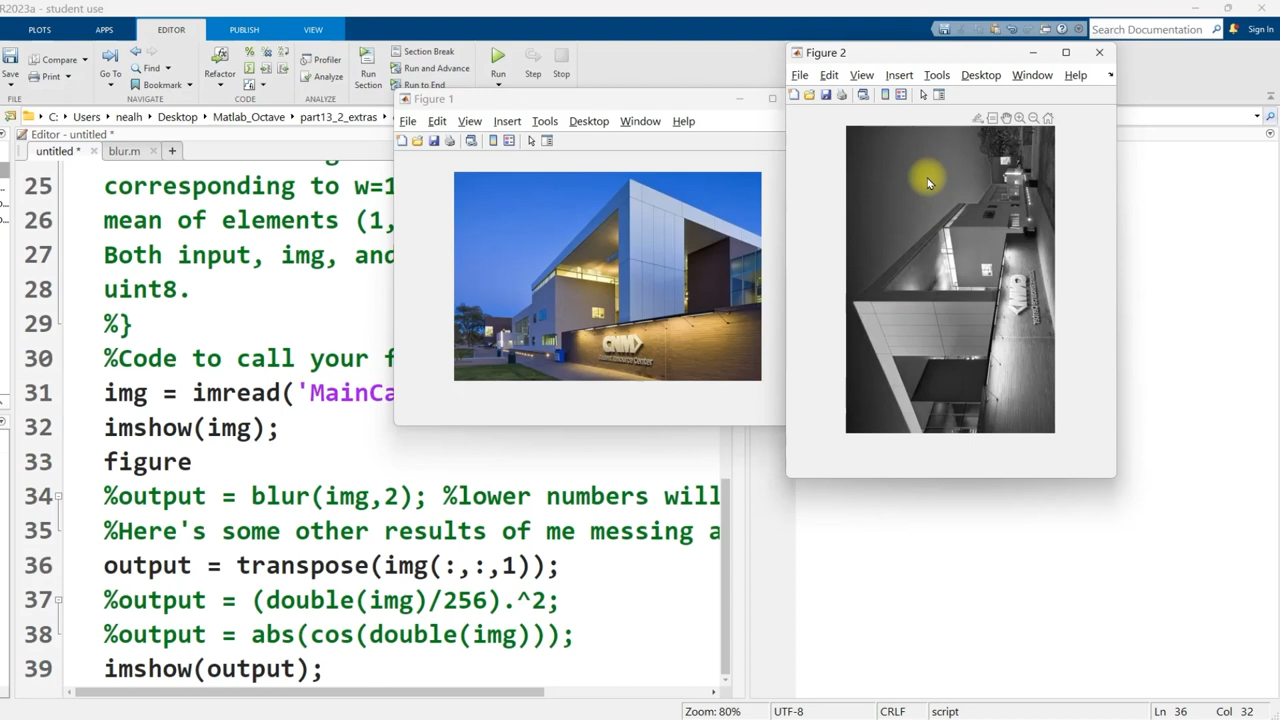 R2023a - student use
PLOTS APPS EDITOR PUBLISH VIEW
Search Documentation Sign In
Save Compare Print Go To Find Bookmark Refactor Profiler Analyze Run Section Section Break Run and Advance Run to End Run Step Stop
FILE NAVIGATE CODE ANALYZE
C: Users nealh Desktop Matlab_Octave part13_2_extras
Editor - untitled *
untitled * blur.m
Figure 1
File Edit View Insert Tools Desktop Window Help
CNM
Figure 2
File Edit View Insert Tools Desktop Window Help
CNM
25 corresponding to w=1
26 mean of elements (1,
27 Both input, img, and
28 uint8.
29 %}
30 %Code to call your f
31 img = imread('MainCa
32 imshow(img);
33 figure
34 %output = blur(img,2); %lower numbers will
35 %Here's some other results of me messing a
36 output = transpose(img(:,:,1));
37 %output = (double(img)/256).^2;
38 %output = abs(cos(double(img)));
39 imshow(output);
Zoom: 80% UTF-8 CRLF script Ln 36 Col 32